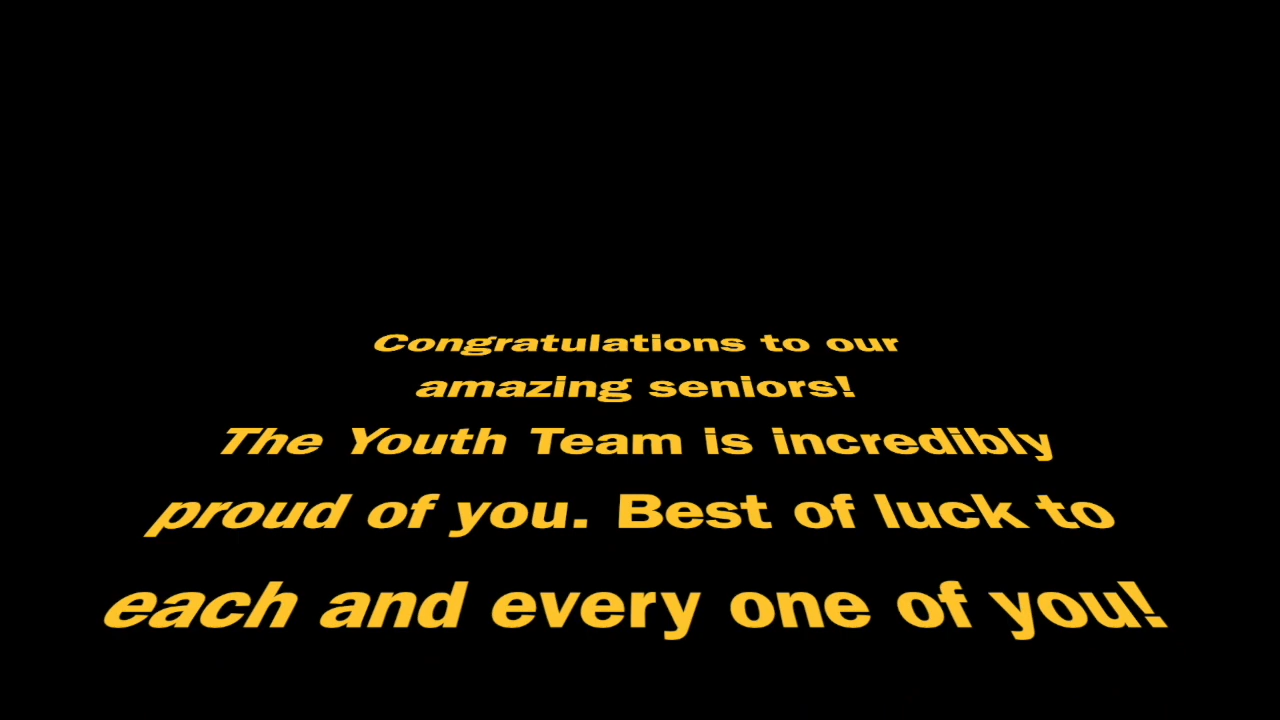 Congratulations to our
amazing seniors!
The Youth Team is incredibly
proud of you. Best of luck to
each and every one of you!